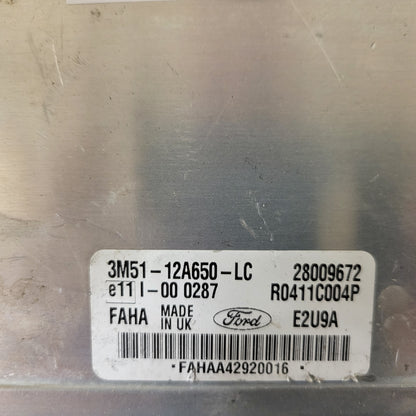 3M51-12A650-LC 28009672
e11 I-00 0287 R0411C004P
FAHA MADE IN UK Ford E2U9A
·FAHAA42920016·